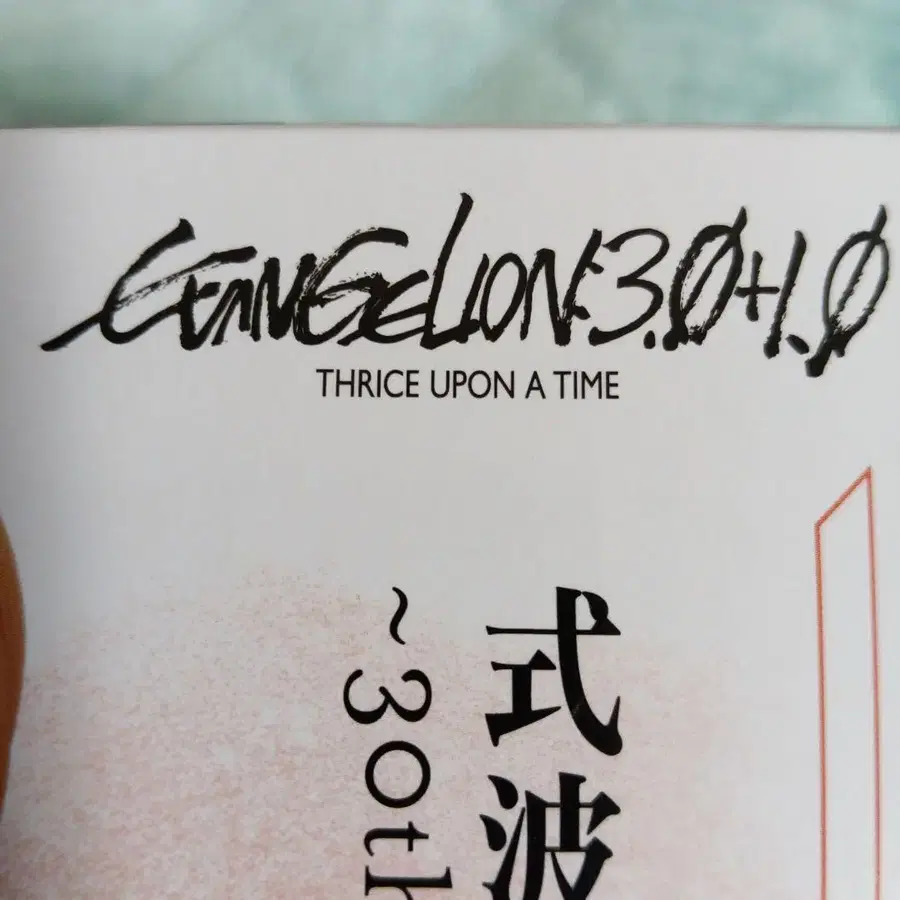 EVANGELION:3.0+1.0
THRICE UPON A TIME
式波
~30th